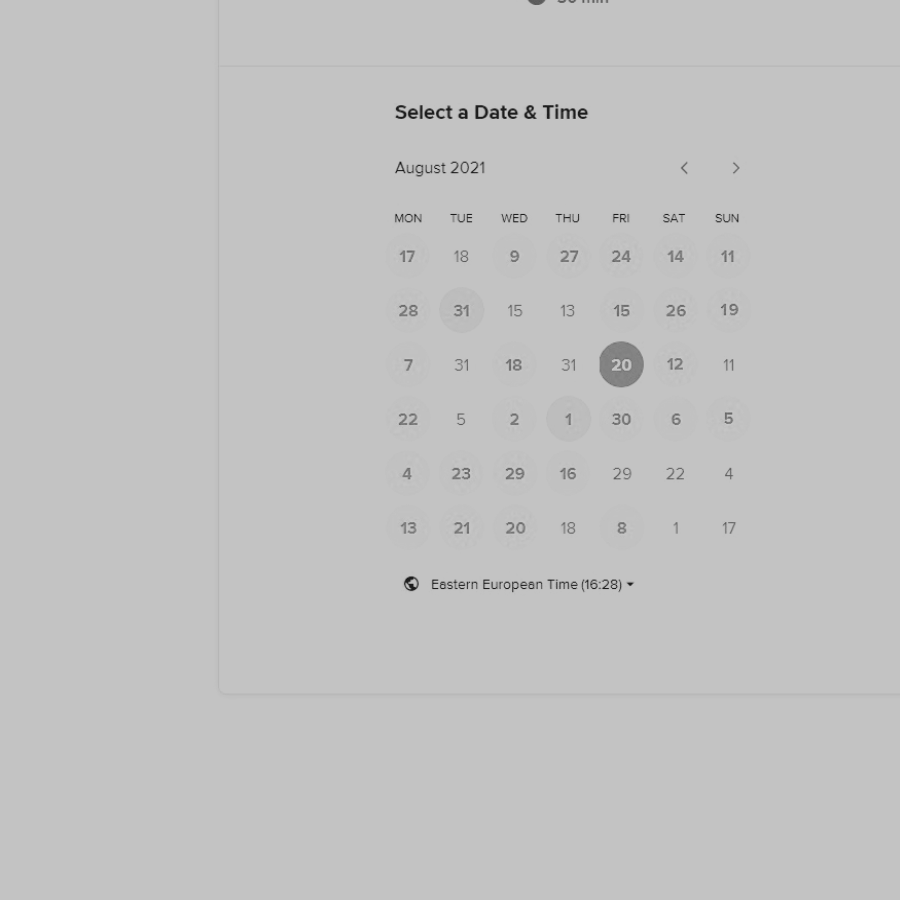 Select a Date & Time
August 2021
MON TUE WED THU FRI SAT SUN
17 18 9 27 24 14 11
28 31 15 13 15 26 19
7 31 18 31 20 12 11
22 5 2 1 30 6 5
4 23 29 16 29 22 4
13 21 20 18 8 1 17
Eastern European Time (16:28)